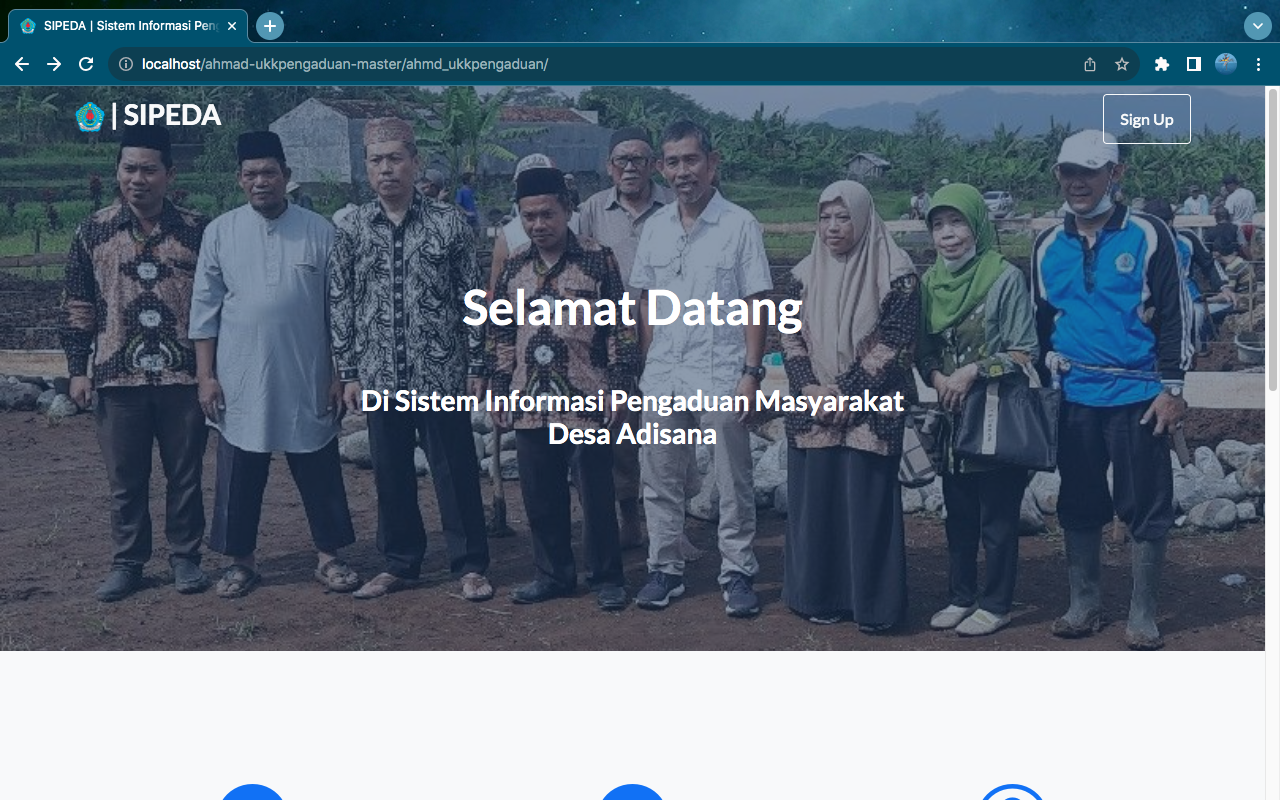 SIPEDA | Sistem Informasi Pen
localhost/ahmad-ukkpengaduan-master/ahmd_ukkpengaduan/
| SIPEDA
Sign Up
Selamat Datang
Di Sistem Informasi Pengaduan Masyarakat
Desa Adisana